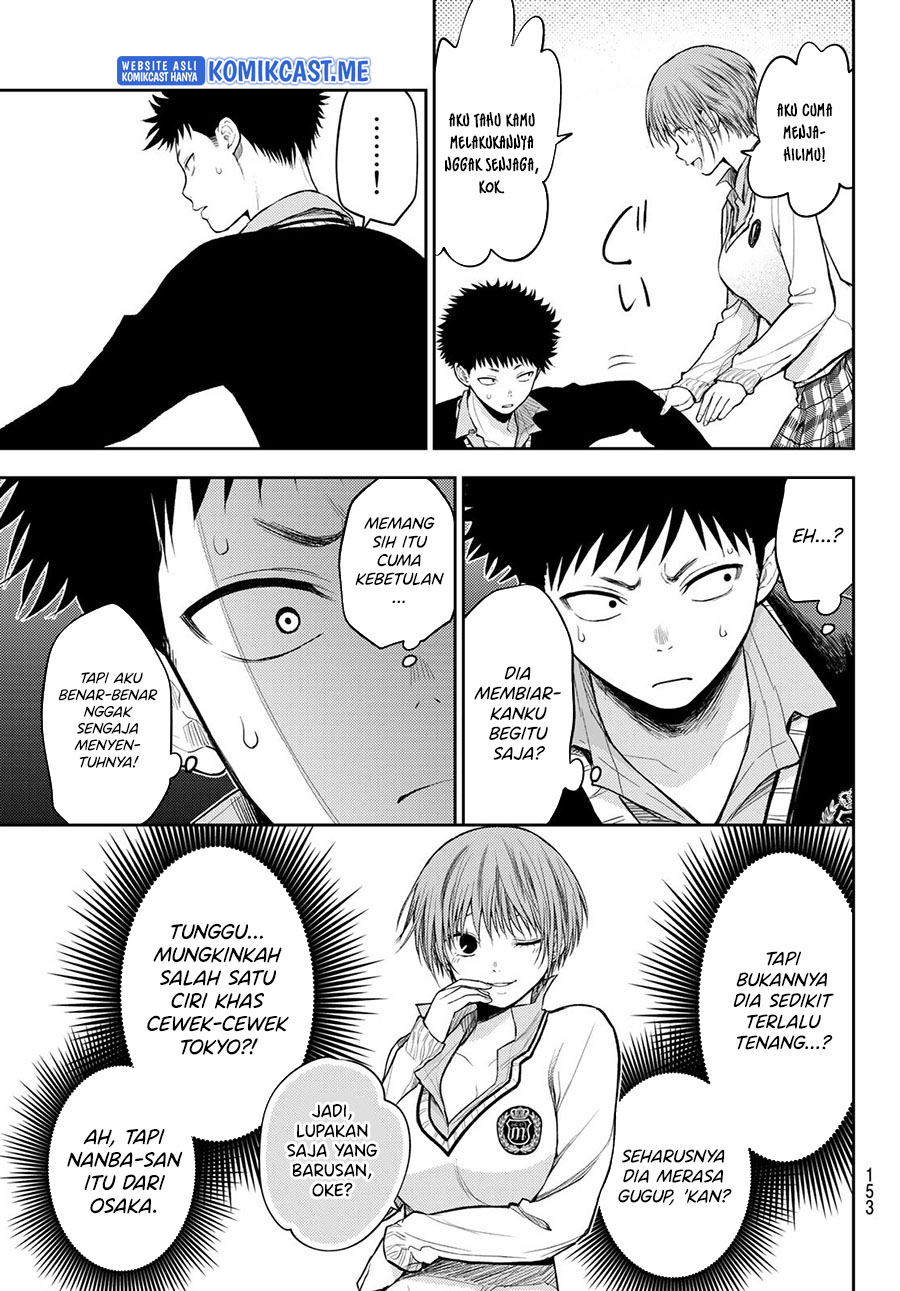 WEBSITE ASLI
KOMIKCAST HANYA
KOMIKCAST.ME
AKU CUMA
MENJA-
HILIMU!
AKU TAHU KAMU
MELAKUKANNYA
NGGAK SENJAGA,
KOK.
ぐい
......!
EH...?
DIA
MEMBIAR-
KANKU
BEGITU
SAJA?
MEMANG
SIH ITU
CUMA
KEBETULAN
...
TAPI AKU
BENAR-BENAR
NGGAK
SENGAJA
MENYEN-
TUHNYA!
TAPI
BUKANNYA
DIA SEDIKIT
TERLALU
TENANG...?
SEHARUSNYA
DIA MERASA
GUGUP, 'KAN?
JADI,
LUPAKAN
SAJA YANG
BARUSAN,
OKE?
TUNGGU...
MUNGKINKAH
SALAH SATU
CIRI KHAS
CEWEK-CEWEK
TOKYO?!
AH, TAPI
NANBA-SAN
ITU DARI
OSAKA.
m
153